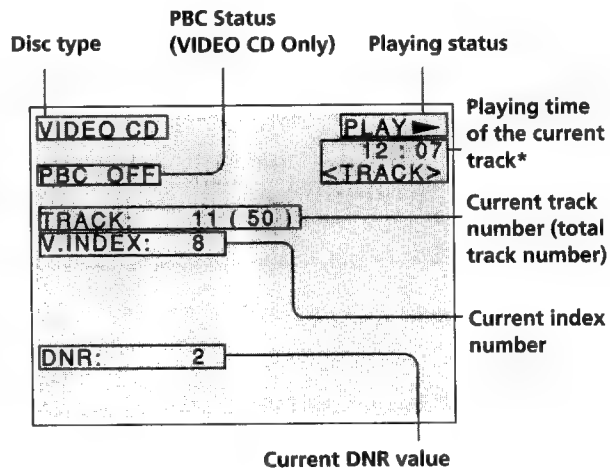 PBC Status
Disc type
(VIDEO CD Only)
Playing status
VIDEO CD
PLAY ►
Playing time
of the current
track*
12 : 07
PBC OFF
<TRACK>
Current track
number (total
track number)
TRACK: 11 ( 50 )
V.INDEX: 8
Current index
number
DNR: 2
Current DNR value